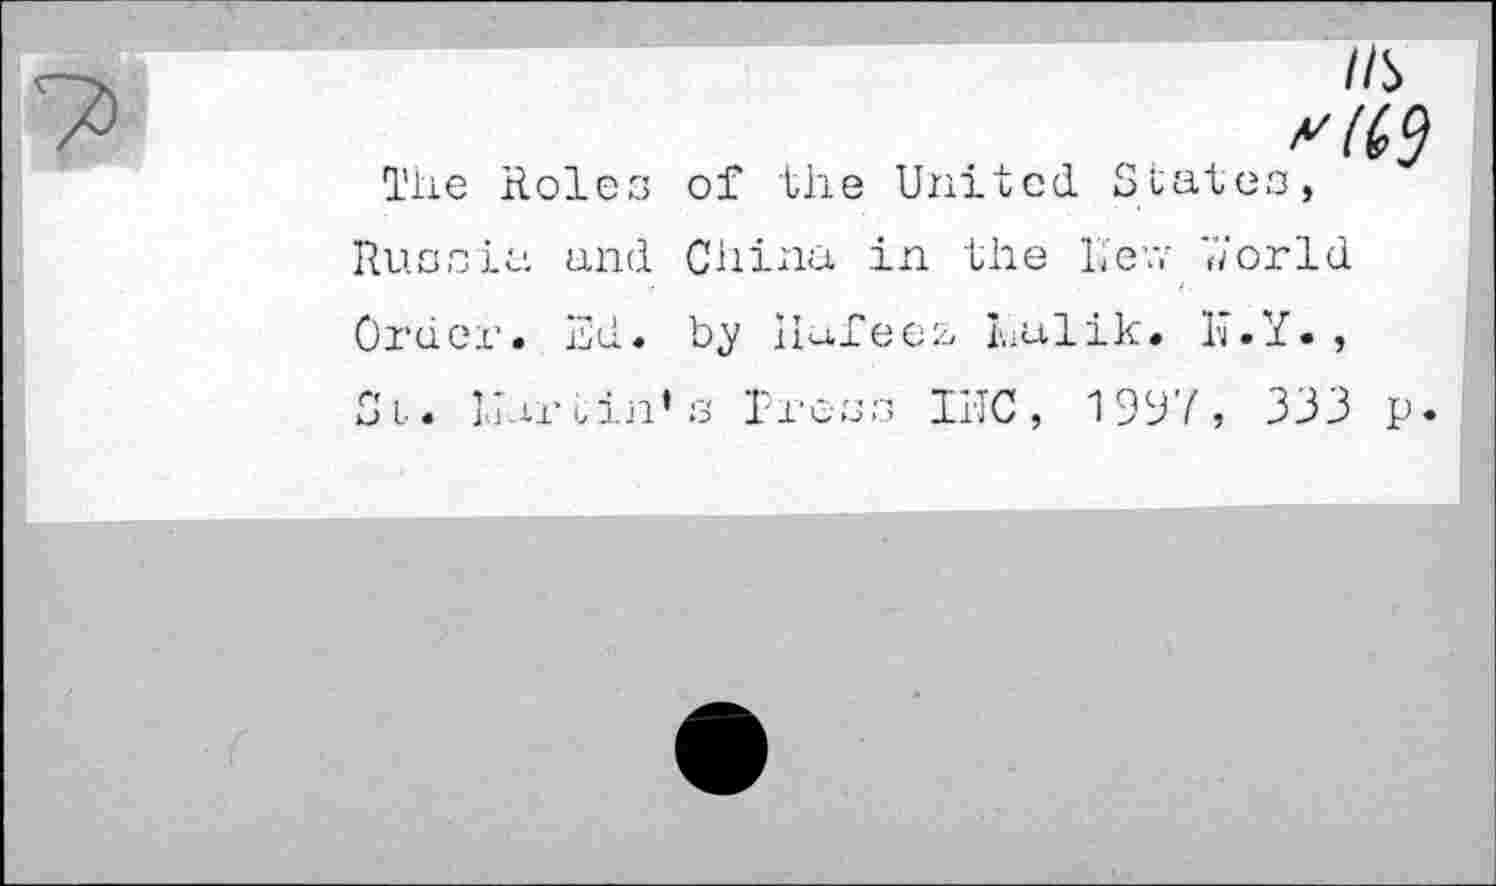 115
N169
The Roles of the United States,
Russia and China in the New World
Order. Ed. by Hafeez Malik. N.Y.,
St. Martin's Press INC, 1997, 333 p.